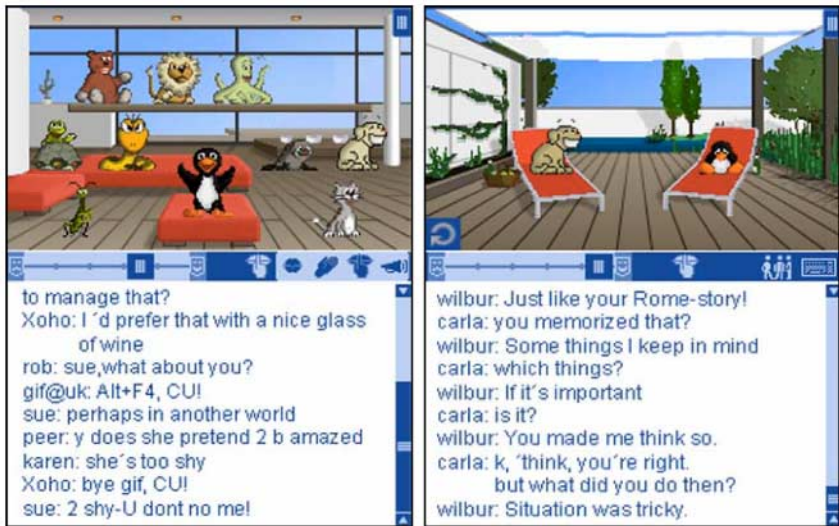 to manage that?
Xoho: I ´d prefer that with a nice glass
of wine
rob: sue,what about you?
gif@uk: Alt+F4, CU!
sue: perhaps in another world
peer: y does she pretend 2 b amazed
karen: she´s too shy
Xoho: bye gif, CU!
sue: 2 shy-U dont no me!
wilbur: Just like your Rome-story!
carla: you memorized that?
wilbur: Some things I keep in mind
carla: which things?
wilbur: If it´s important
carla: is it?
wilbur: You made me think so.
carla: k, ´think, you´re right.
but what did you do then?
wilbur: Situation was tricky.